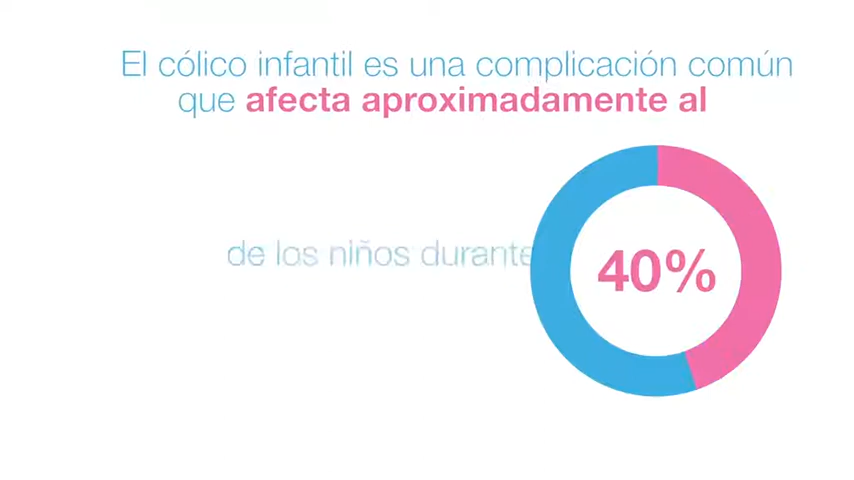 El cólico infantil es una complicación común
que afecta aproximadamente al
40%
de los niños durante